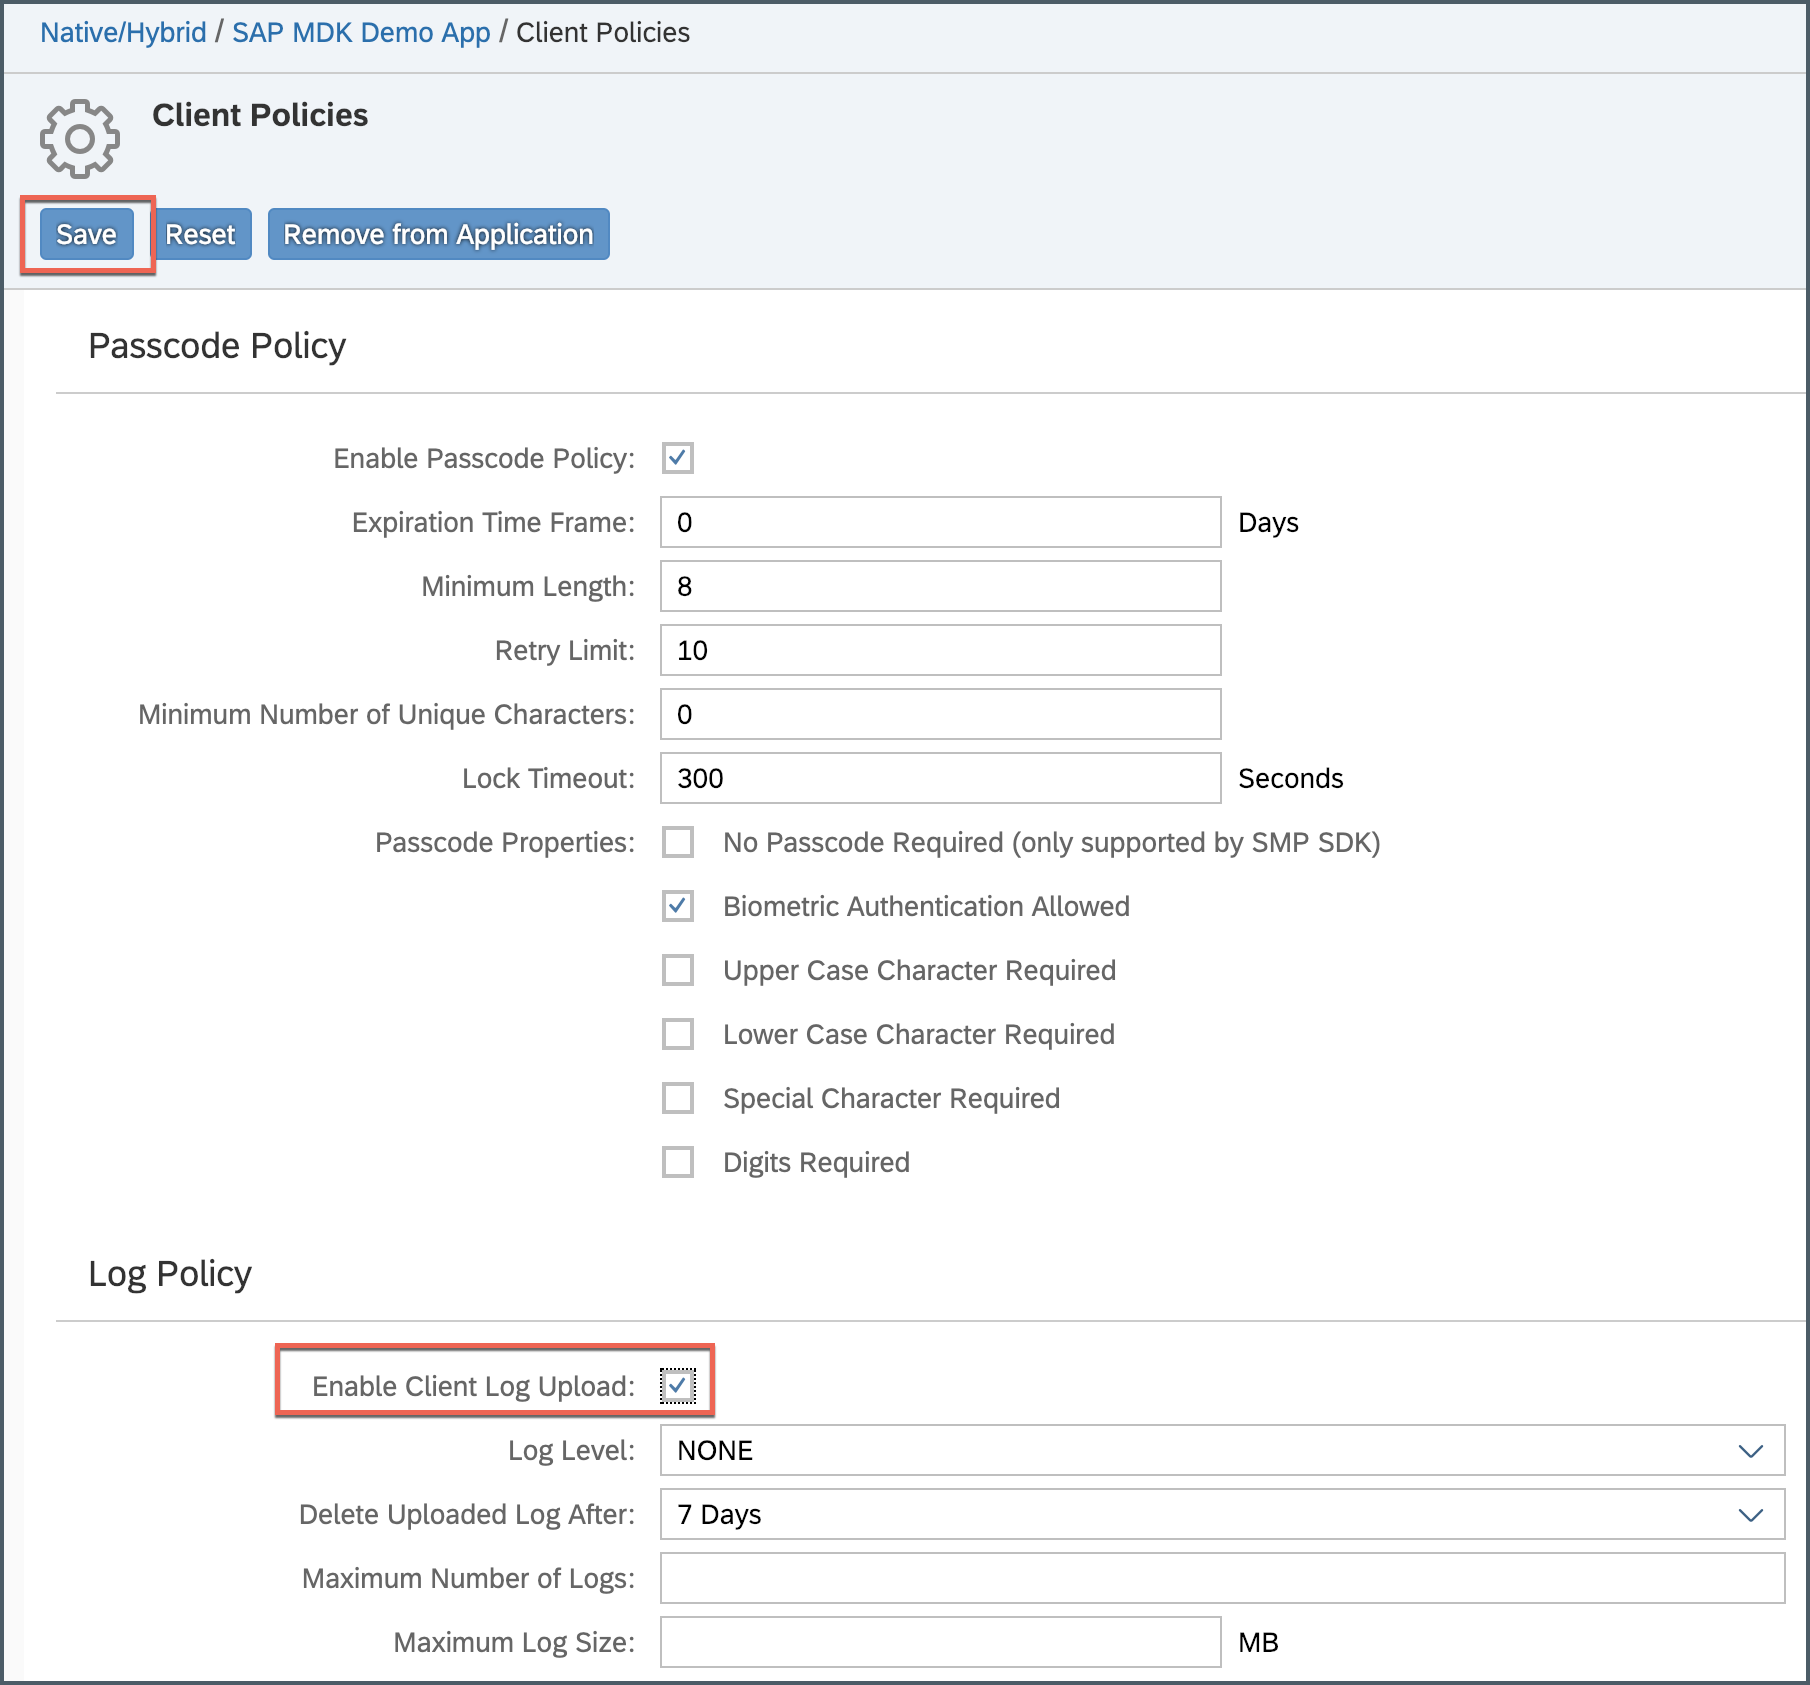 Native/Hybrid / SAP MDK Demo App / Client Policies
Client Policies
Save Reset Remove from Application
Passcode Policy
Enable Passcode Policy:
Expiration Time Frame: 0 Days
Minimum Length: 8
Retry Limit: 10
Minimum Number of Unique Characters: 0
Lock Timeout: 300 Seconds
Passcode Properties: No Passcode Required (only supported by SMP SDK)
Biometric Authentication Allowed
Upper Case Character Required
Lower Case Character Required
Special Character Required
Digits Required
Log Policy
Enable Client Log Upload:
Log Level: NONE
Delete Uploaded Log After: 7 Days
Maximum Number of Logs:
Maximum Log Size: MB